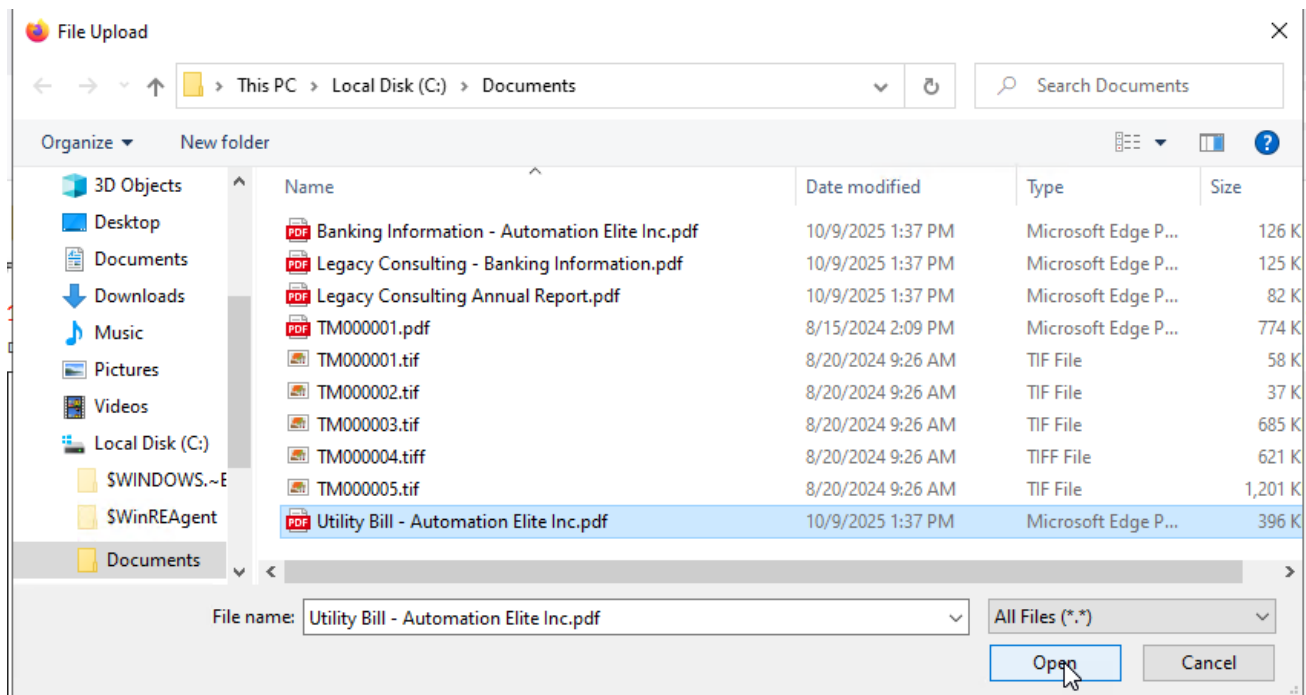 File Upload
This PC > Local Disk (C:) > Documents
Search Documents
Organize
New folder
3D Objects
Desktop
Documents
Downloads
Music
Pictures
Videos
Local Disk (C:)
$WINDOWS.~E
$WinREAgent
Documents
Name Date modified Type Size
PDF Banking Information - Automation Elite Inc.pdf 10/9/2025 1:37 PM Microsoft Edge P... 126 K
PDF Legacy Consulting - Banking Information.pdf 10/9/2025 1:37 PM Microsoft Edge P... 125 K
PDF Legacy Consulting Annual Report.pdf 10/9/2025 1:37 PM Microsoft Edge P... 82 K
PDF TM000001.pdf 8/15/2024 2:09 PM Microsoft Edge P... 774 K
TM000001.tif 8/20/2024 9:26 AM TIF File 58 K
TM000002.tif 8/20/2024 9:26 AM TIF File 37 K
TM000003.tif 8/20/2024 9:26 AM TIF File 685 K
TM000004.tiff 8/20/2024 9:26 AM TIFF File 621 K
TM000005.tif 8/20/2024 9:26 AM TIF File 1,201 K
PDF Utility Bill - Automation Elite Inc.pdf 10/9/2025 1:37 PM Microsoft Edge P... 396 K
File name: Utility Bill - Automation Elite Inc.pdf All Files (*.*)
Open Cancel